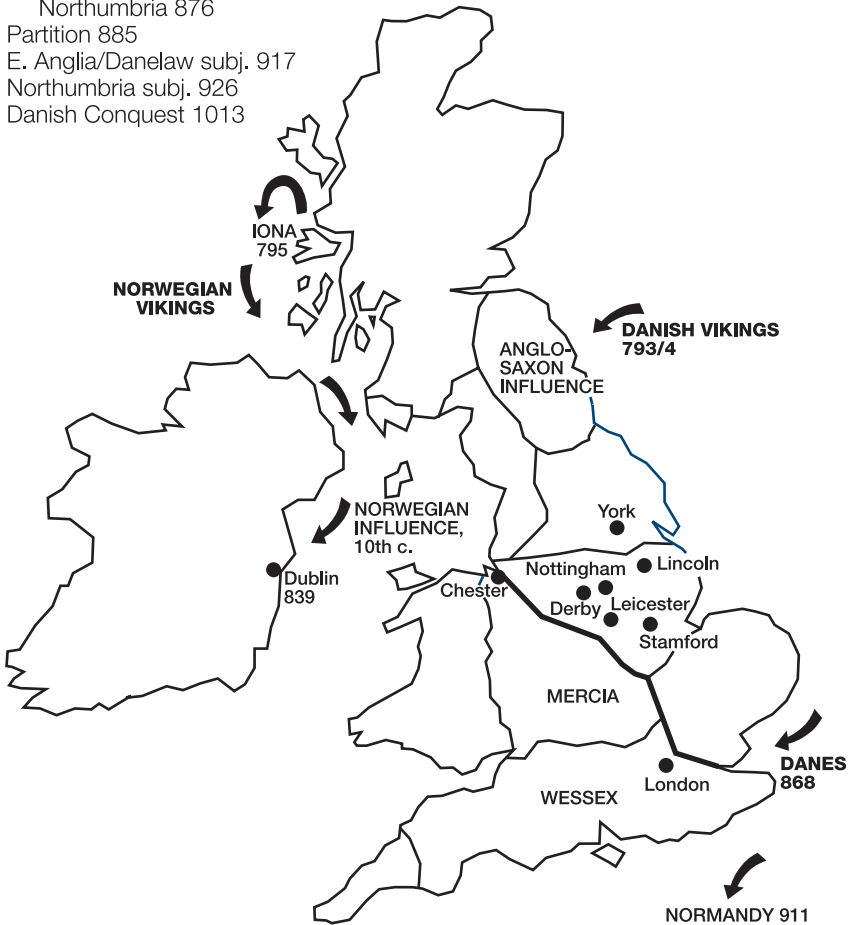 Northumbria 876
Partition 885
E. Anglia/Danelaw subj. 917
Northumbria subj. 926
Danish Conquest 1013
IONA
795
NORWEGIAN
VIKINGS
DANISH VIKINGS
793/4
ANGLO-
SAXON
INFLUENCE
York
NORWEGIAN
INFLUENCE,
10th c.
Dublin
839
Chester
Nottingham
Lincoln
Derby
Leicester
Stamford
MERCIA
DANES
868
London
WESSEX
NORMANDY 911